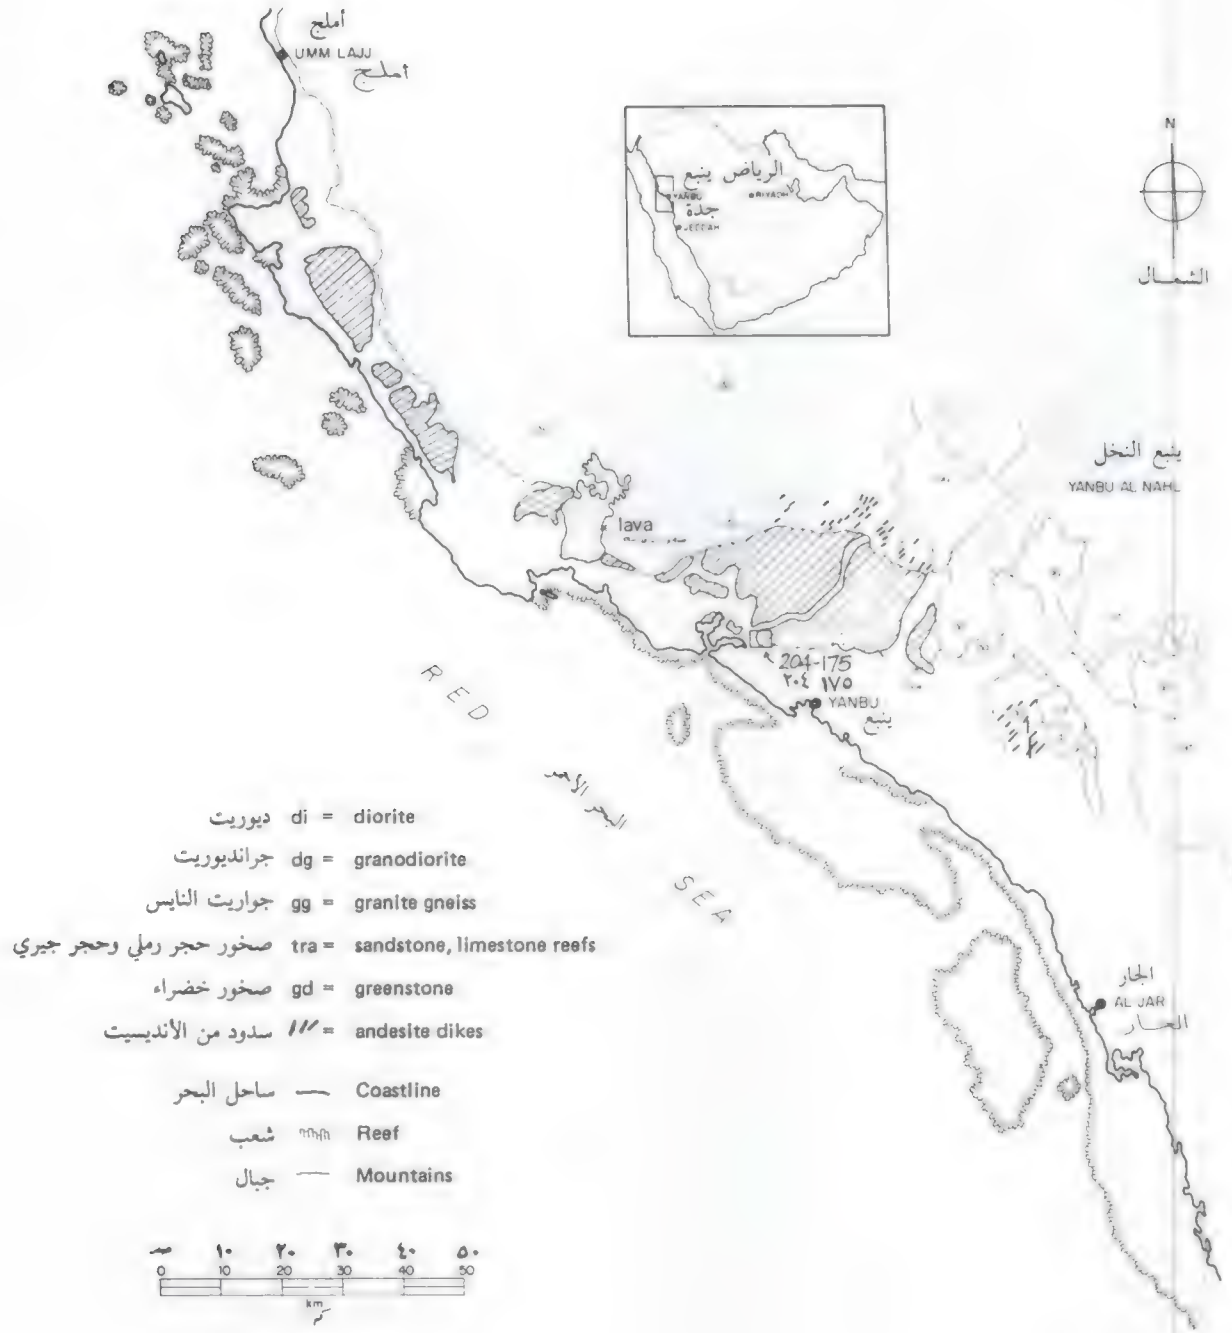 أملج
UMM LAJJ
أملج
N
الشمال
الرياض ينبع
YANBU
RIYADH
جدة
JEDDAH
ينبع النخل
YANBU AL NAHL
lava
204-175
٢٠٤ ١٧٥
YANBU
ينبع
RED SEA
البحر الأحمر
ديوريت di = diorite
جرانديوريت dg = granodiorite
جواريت النايس gg = granite gneiss
صخور حجر رملي وحجر جيري tra = sandstone, limestone reefs
صخور خضراء gd = greenstone
سدود من الأنديسيت = andesite dikes
ساحل البحر Coastline
شعب Reef
جبال Mountains
الجار
AL JAR
١٠ ٢٠ ٣٠ ٤٠ ٥٠
0 10 20 30 40 50
km
كم